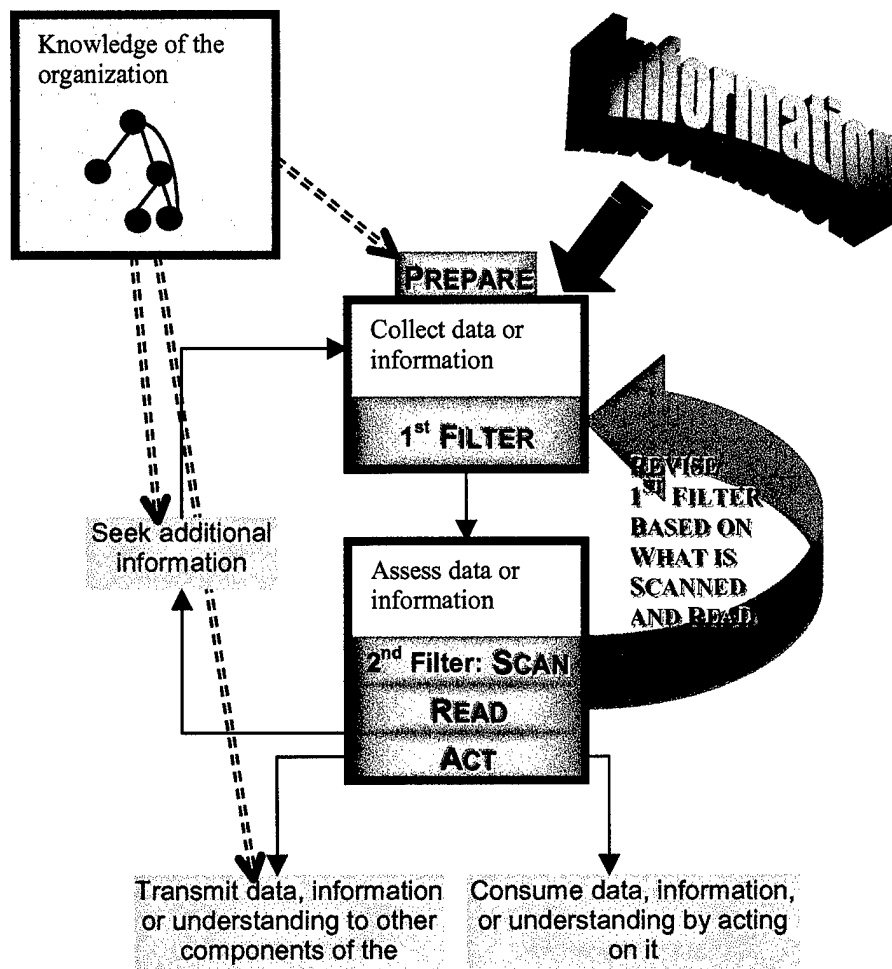 Knowledge of the
organization
Information
PREPARE
Collect data or
information
1st FILTER
REVISE
1ST FILTER
BASED ON
WHAT IS
SCANNED
AND READ
Seek additional
information
Assess data or
information
2nd Filter: SCAN
READ
ACT
Transmit data, information
or understanding to other
components of the
Consume data, information,
or understanding by acting
on it